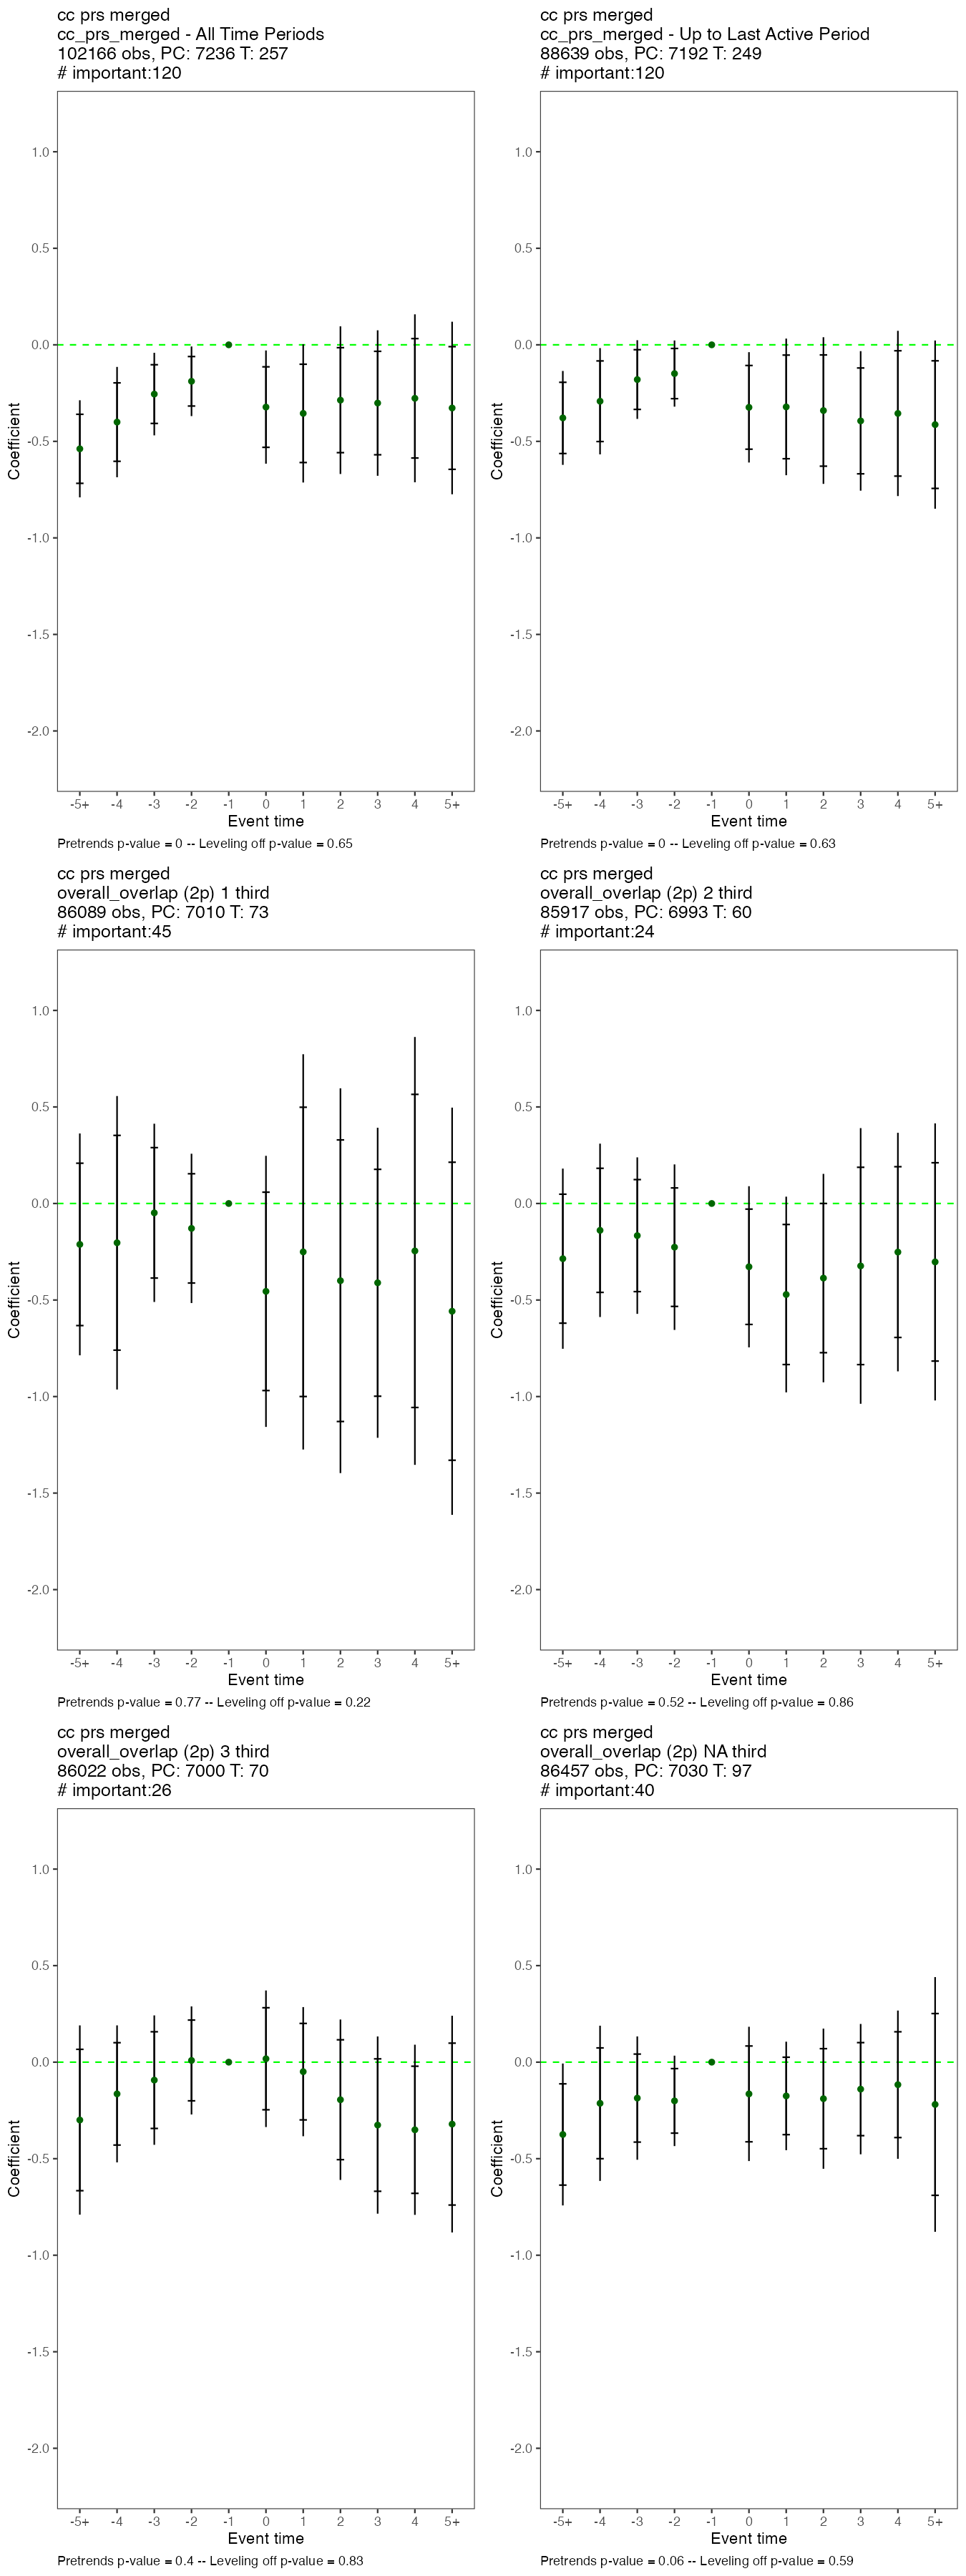 cc prs merged
cc_prs_merged - All Time Periods
102166 obs, PC: 7236 T: 257
# important:120
1.0
0.5
0.0
-0.5
-1.0
-1.5
-2.0
Coefficient
-5+ -4 -3 -2 -1 0 1 2 3 4 5+
Event time
Pretrends p-value = 0 -- Leveling off p-value = 0.65
cc prs merged
cc_prs_merged - Up to Last Active Period
88639 obs, PC: 7192 T: 249
# important:120
1.0
0.5
0.0
-0.5
-1.0
-1.5
-2.0
Coefficient
-5+ -4 -3 -2 -1 0 1 2 3 4 5+
Event time
Pretrends p-value = 0 -- Leveling off p-value = 0.63
cc prs merged
overall_overlap (2p) 1 third
86089 obs, PC: 7010 T: 73
# important:45
1.0
0.5
0.0
-0.5
-1.0
-1.5
-2.0
Coefficient
-5+ -4 -3 -2 -1 0 1 2 3 4 5+
Event time
Pretrends p-value = 0.77 -- Leveling off p-value = 0.22
cc prs merged
overall_overlap (2p) 2 third
85917 obs, PC: 6993 T: 60
# important:24
1.0
0.5
0.0
-0.5
-1.0
-1.5
-2.0
Coefficient
-5+ -4 -3 -2 -1 0 1 2 3 4 5+
Event time
Pretrends p-value = 0.52 -- Leveling off p-value = 0.86
cc prs merged
overall_overlap (2p) 3 third
86022 obs, PC: 7000 T: 70
# important:26
1.0
0.5
0.0
-0.5
-1.0
-1.5
-2.0
Coefficient
-5+ -4 -3 -2 -1 0 1 2 3 4 5+
Event time
Pretrends p-value = 0.4 -- Leveling off p-value = 0.83
cc prs merged
overall_overlap (2p) NA third
86457 obs, PC: 7030 T: 97
# important:40
1.0
0.5
0.0
-0.5
-1.0
-1.5
-2.0
Coefficient
-5+ -4 -3 -2 -1 0 1 2 3 4 5+
Event time
Pretrends p-value = 0.06 -- Leveling off p-value = 0.59